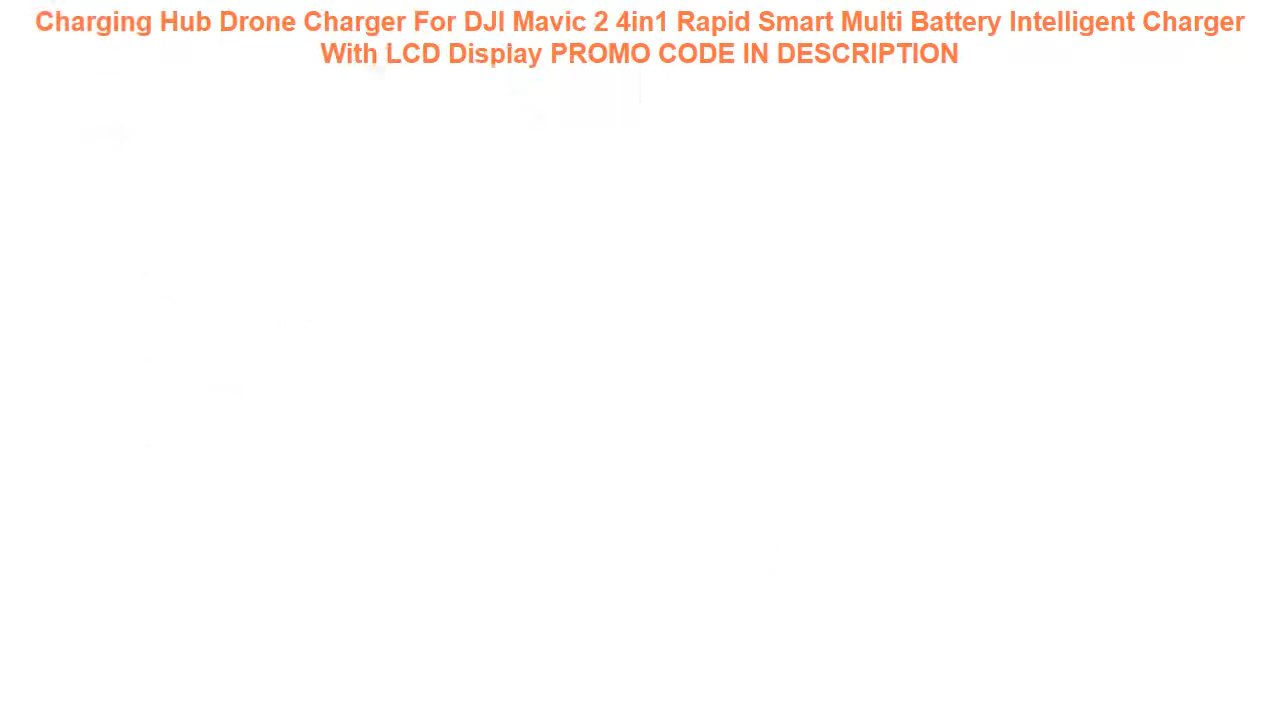 Charging Hub Drone Charger For DJI Mavic 2 4in1 Rapid Smart Multi Battery Intelligent Charger
With LCD Display PROMO CODE IN DESCRIPTION